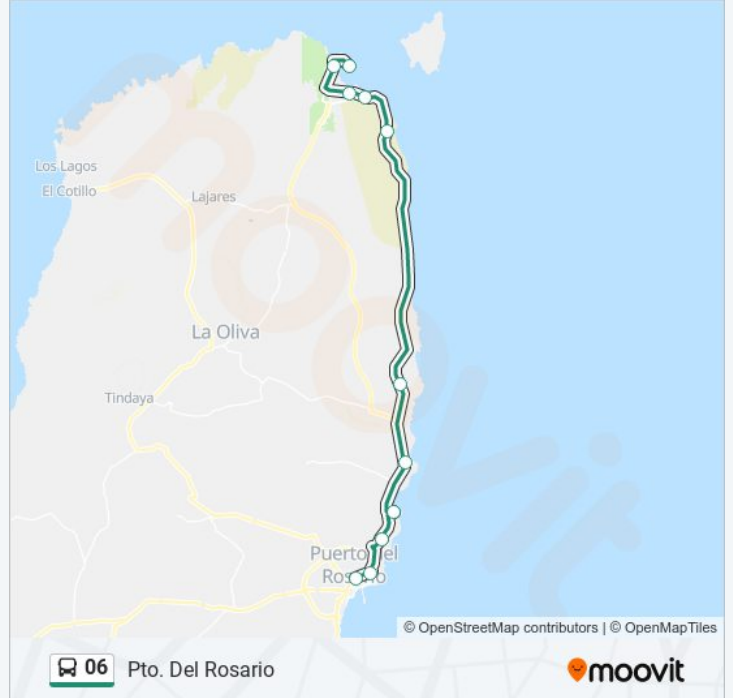 Los Lagos
El Cotillo
Lajares
La Oliva
Tindaya
Puerto del
Rosario
© OpenStreetMap contributors | © OpenMapTiles
06 Pto. Del Rosario
moovit
moovit